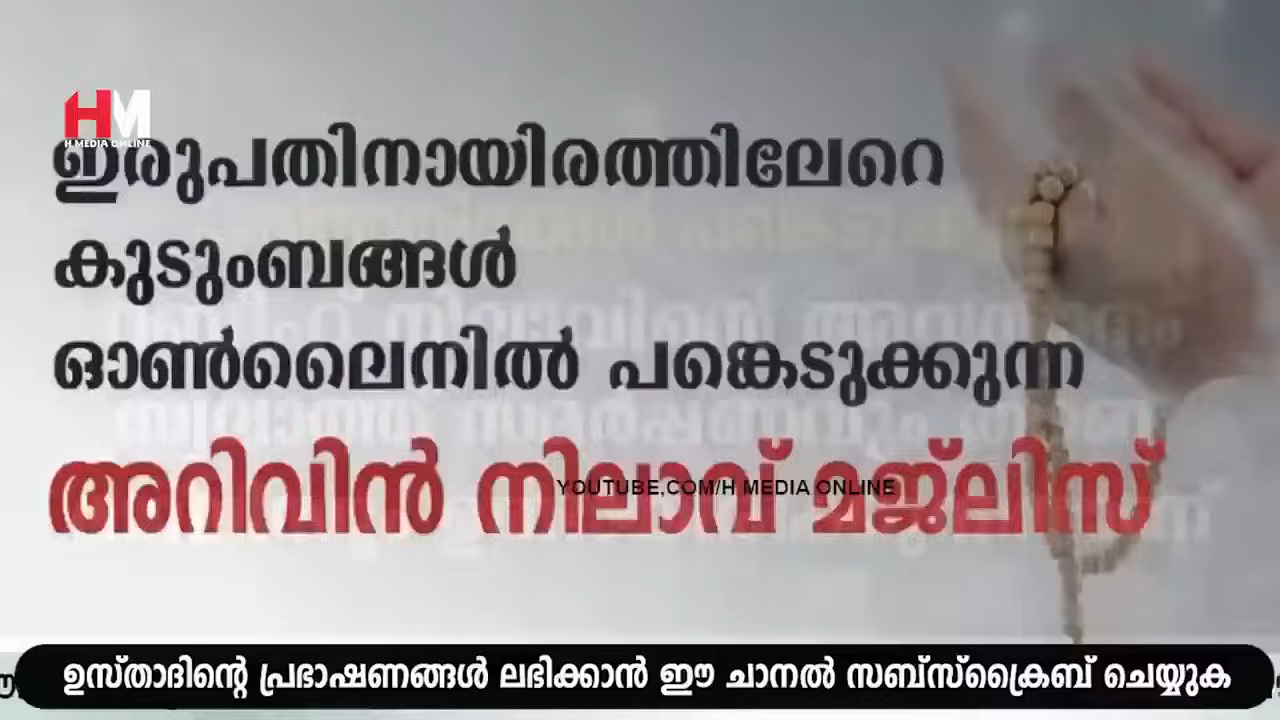 HM
H MEDIA ONLINE
ഇരുപതിനായിരത്തിലേറെ
കുടുംബങ്ങൾ
ഓൺലൈനിൽ പങ്കെടുക്കുന്ന
അറിവിൻ നിലാവ് മജ്ലിസ്
YOUTUBE,COM/H MEDIA ONLINE
ഉസ്താദിന്റെ പ്രഭാഷണങ്ങൾ ലഭിക്കാൻ ഈ ചാനൽ സബ്സ്ക്രൈബ് ചെയ്യുക